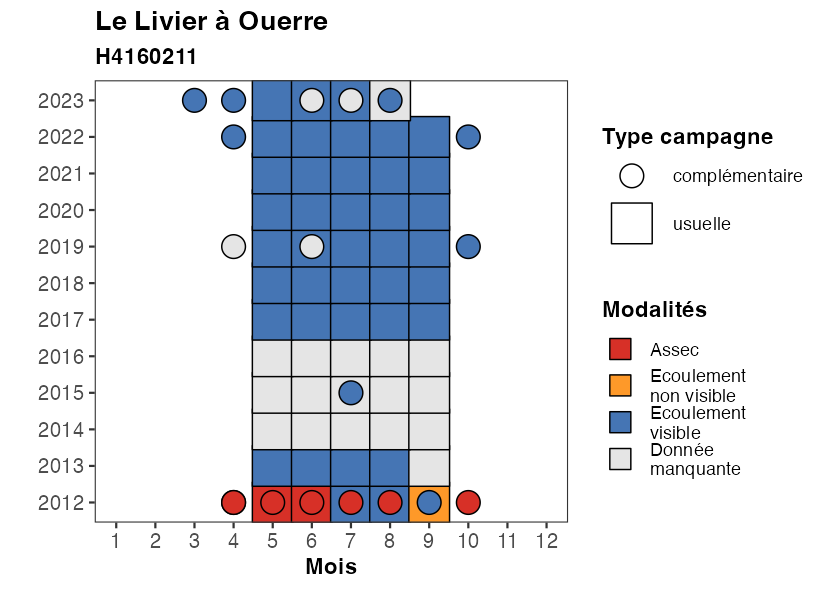 Le Livier à Ouerre
H4160211
2023
2022
2021
2020
2019
2018
2017
2016
2015
2014
2013
2012
1 2 3 4 5 6 7 8 9 10 11 12
Mois
Type campagne
complémentaire
usuelle
Modalités
Assec
Ecoulement
non visible
Ecoulement
visible
Donnée
manquante